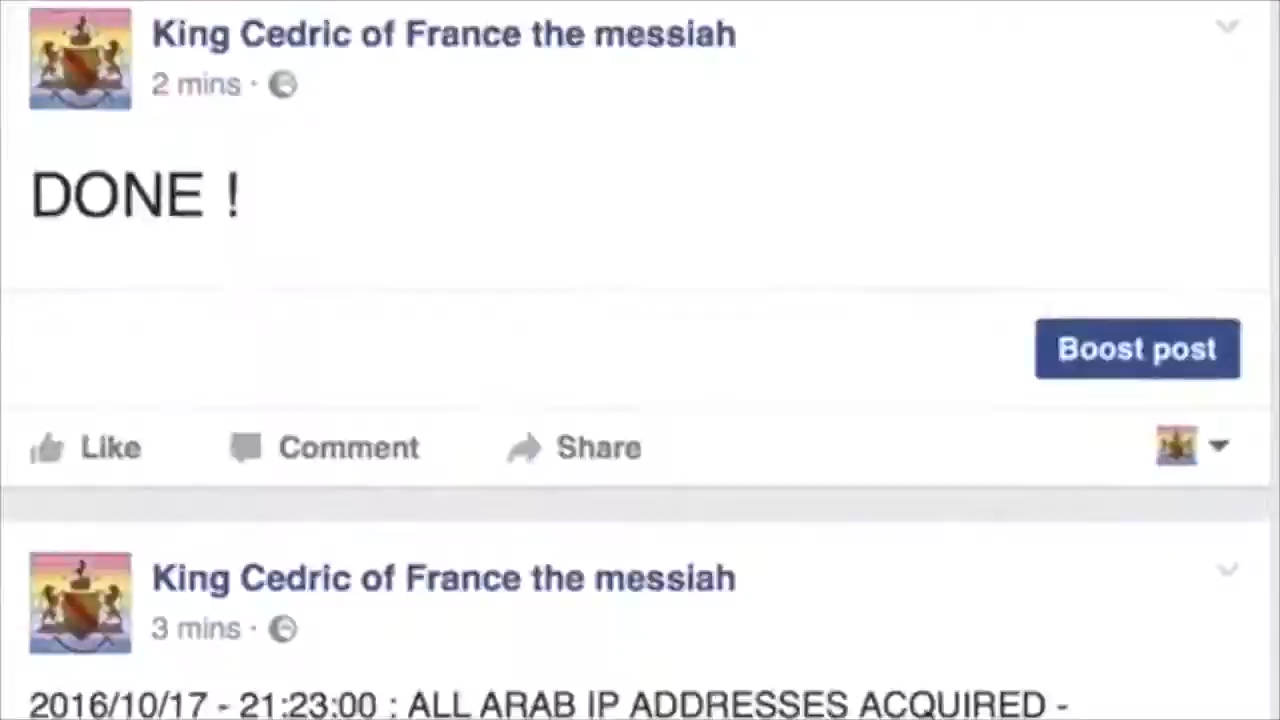 King Cedric of France the messiah
2 mins ·
DONE !
Boost post
Like Comment Share
King Cedric of France the messiah
3 mins ·
2016/10/17 - 21:23:00 : ALL ARAB IP ADDRESSES ACQUIRED -